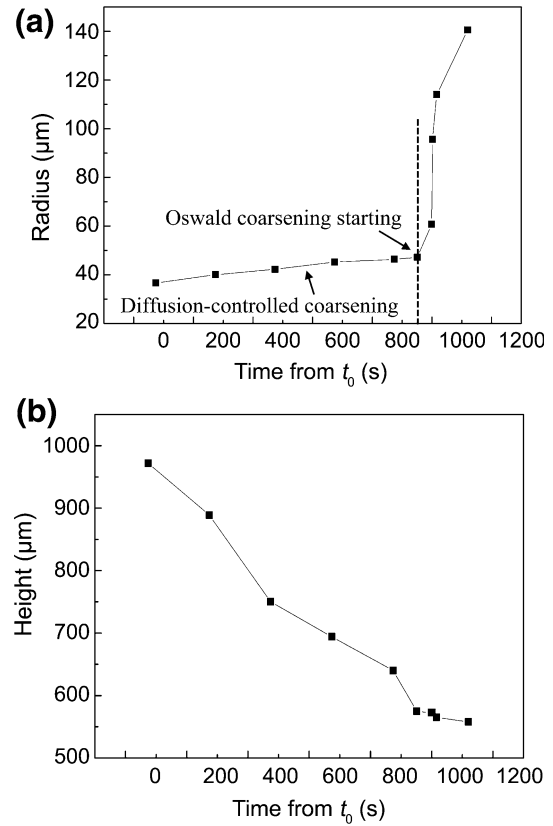 (a)
140
120
100
80
60
40
20
Radius (µm)
Oswald coarsening starting
Diffusion-controlled coarsening
0 200 400 600 800 1000 1200
Time from t0 (s)
(b)
1000
900
800
700
600
500
Height (µm)
0 200 400 600 800 1000 1200
Time from t0 (s)